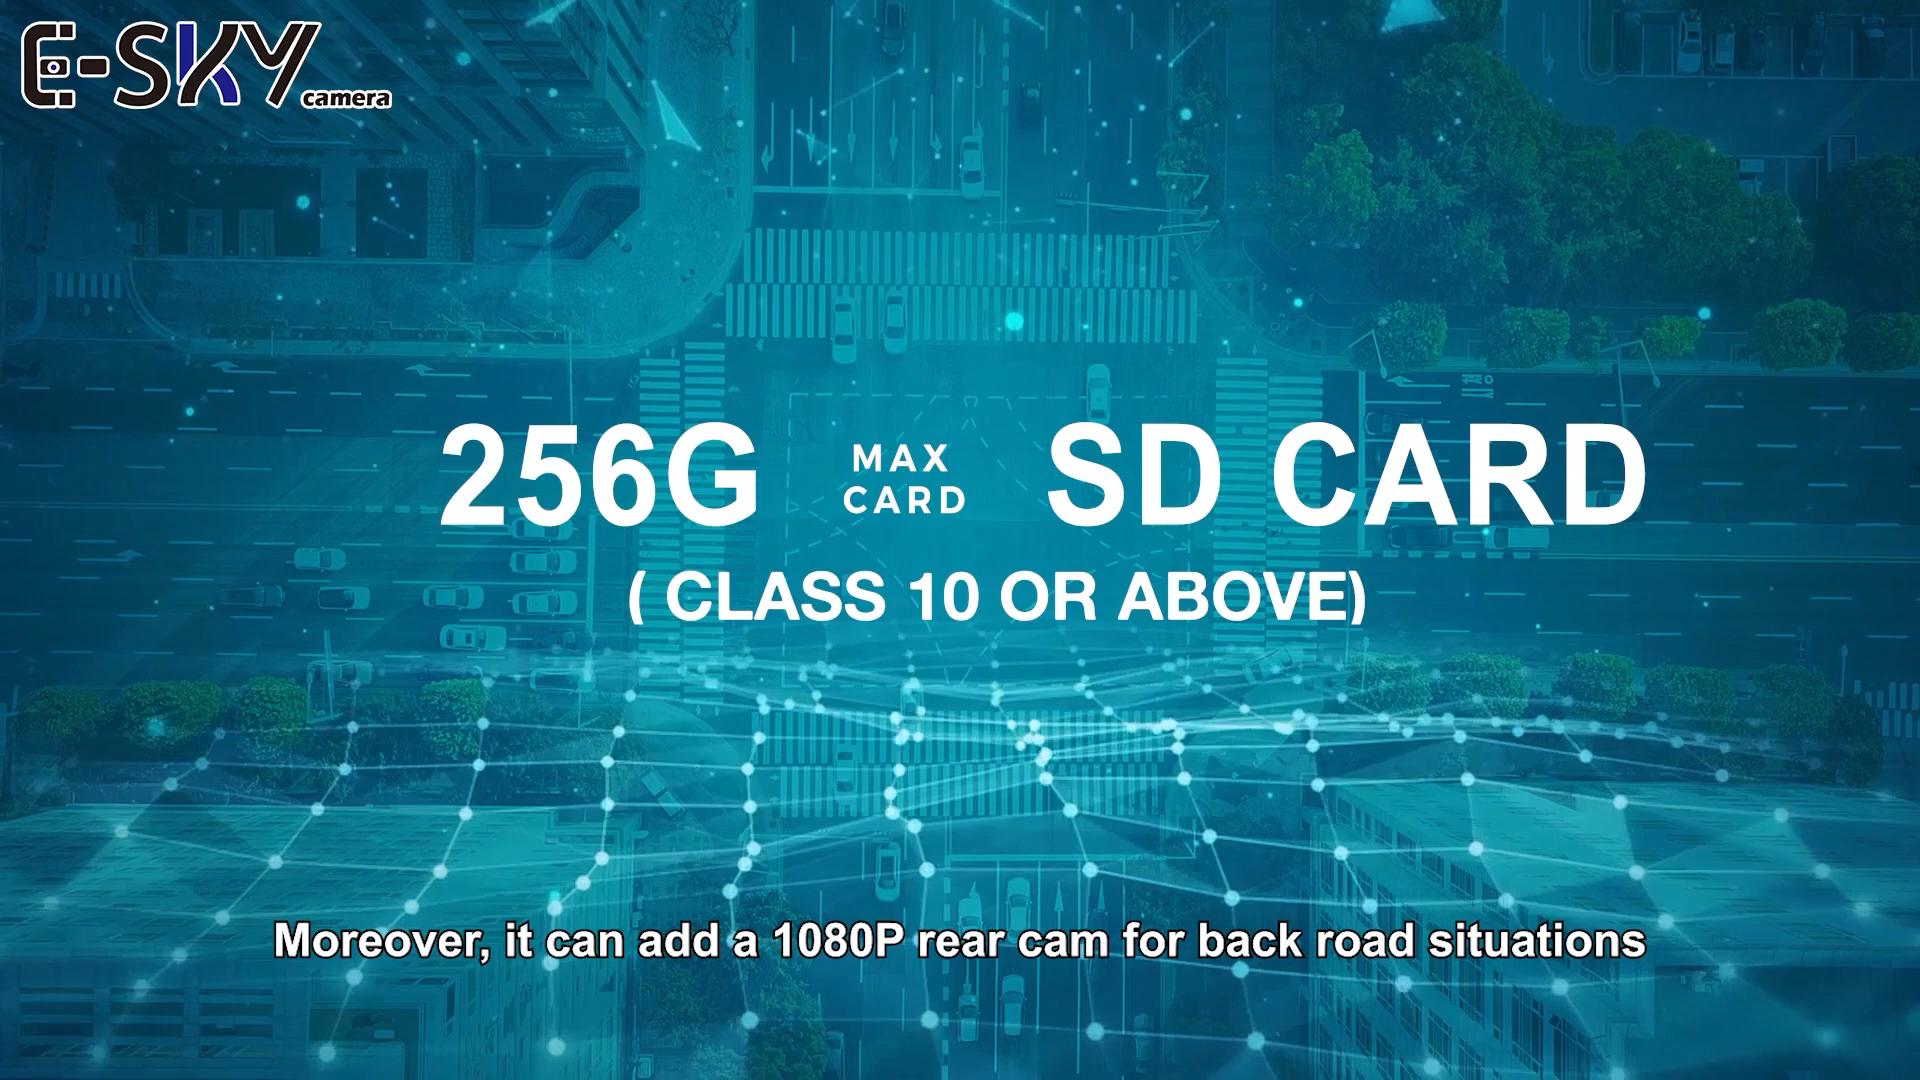 E-SKY camera
256G MAX CARD SD CARD
( CLASS 10 OR ABOVE)
Moreover, it can add a 1080P rear cam for back road situations